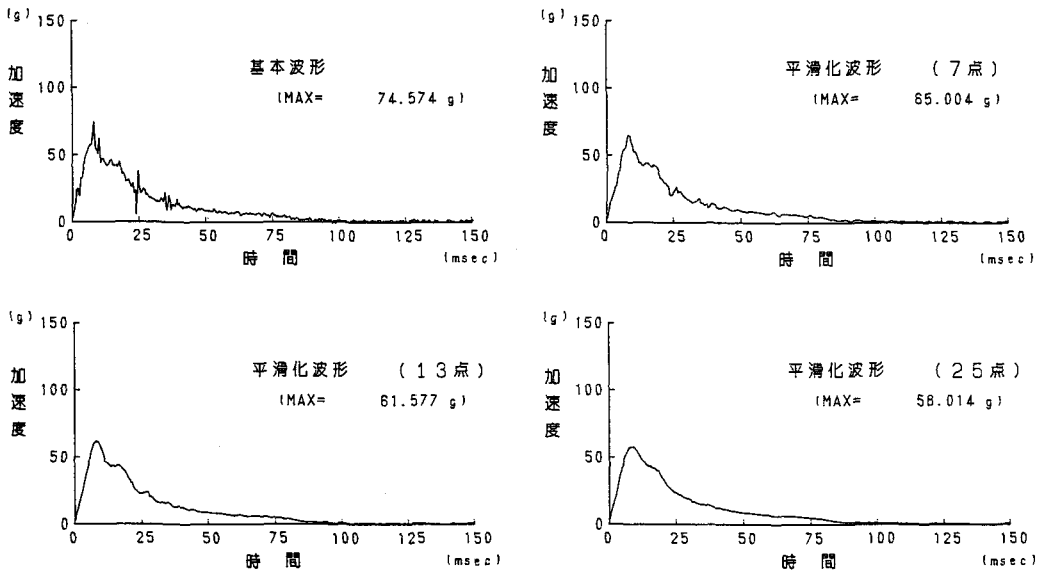 (g) 150
基本波形
(MAX= 74.574 g)
加速度
100
50
0
0 25 50 75 100 125 150
時間 (msec)
(g) 150
平滑化波形 (7点)
(MAX= 65.004 g)
加速度
100
50
0
0 25 50 75 100 125 150
時間 (msec)
(g) 150
平滑化波形 (13点)
(MAX= 61.577 g)
加速度
100
50
0
0 25 50 75 100 125 150
時間 (msec)
(g) 150
平滑化波形 (25点)
(MAX= 58.014 g)
加速度
100
50
0
0 25 50 75 100 125 150
時間 (msec)